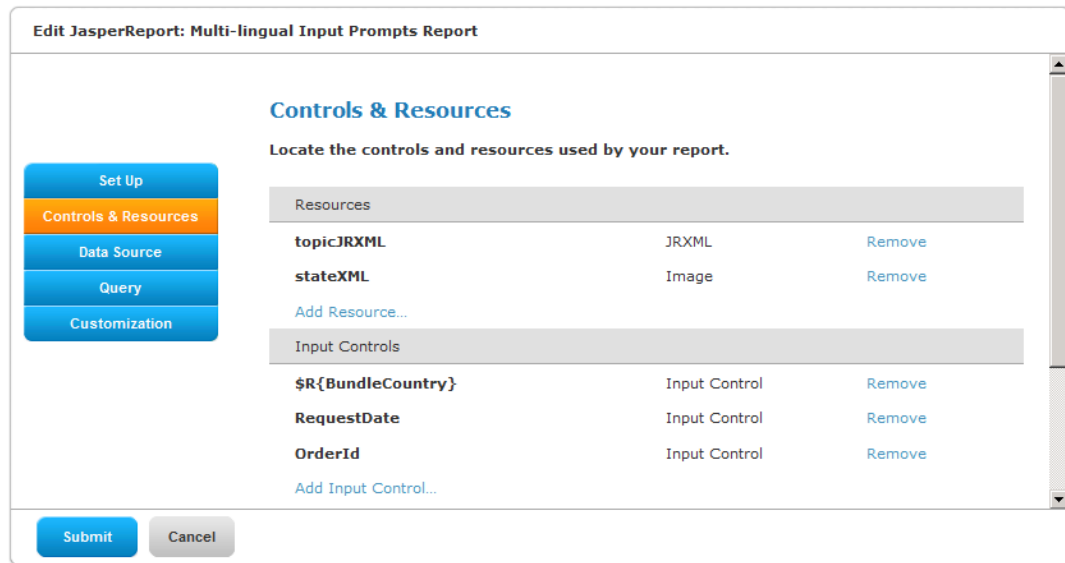 Edit JasperReport: Multi-lingual Input Prompts Report
Controls & Resources
Locate the controls and resources used by your report.
Set Up
Controls & Resources
Data Source
Query
Customization
Resources
topicJRXML JRXML Remove
stateXML Image Remove
Add Resource...
Input Controls
$R{BundleCountry} Input Control Remove
RequestDate Input Control Remove
OrderId Input Control Remove
Add Input Control...
Submit Cancel